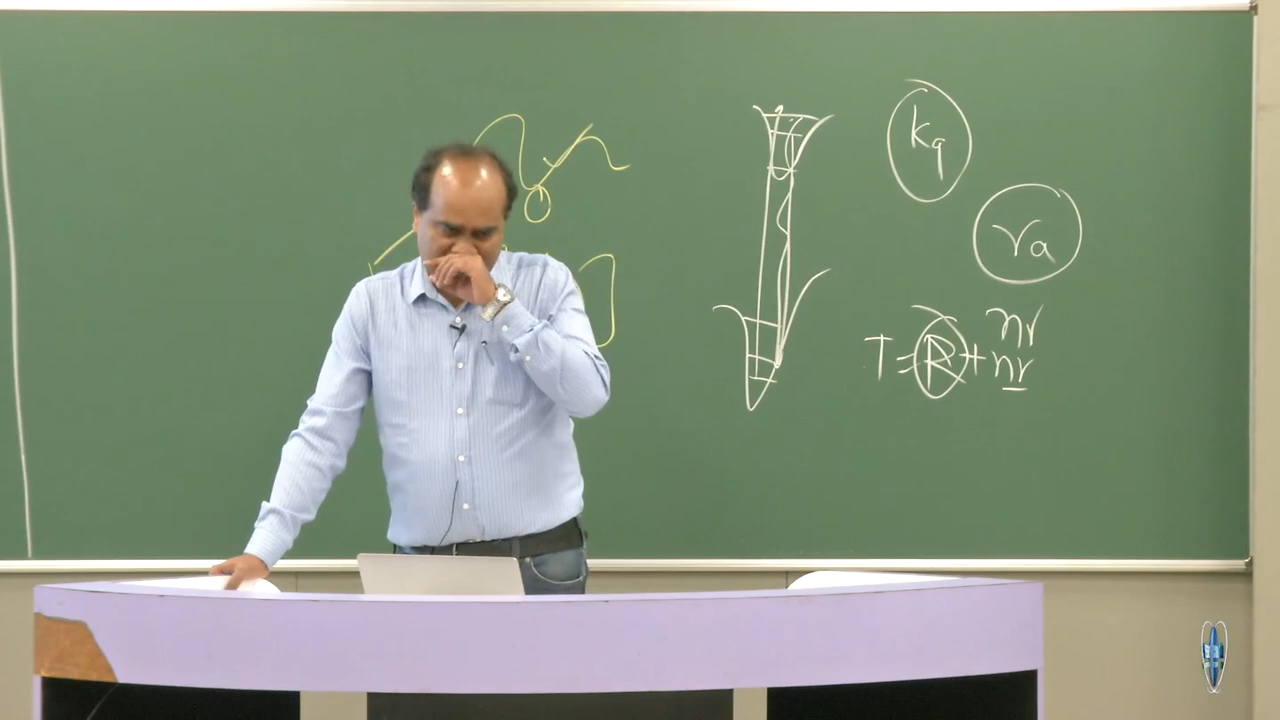 kq
ra
nr
T = R + nr